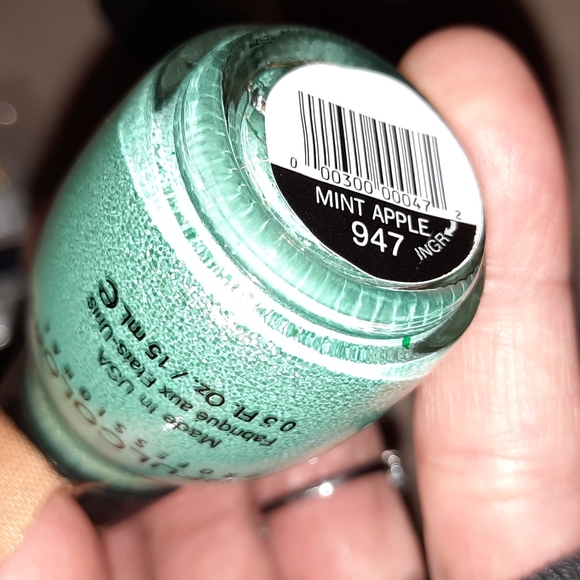 0 00300 00047 2
MINT APPLE
947
INGR
Made in USA
Fabriqué aux États-Unis
0.5 FL. OZ. / 15 mL e